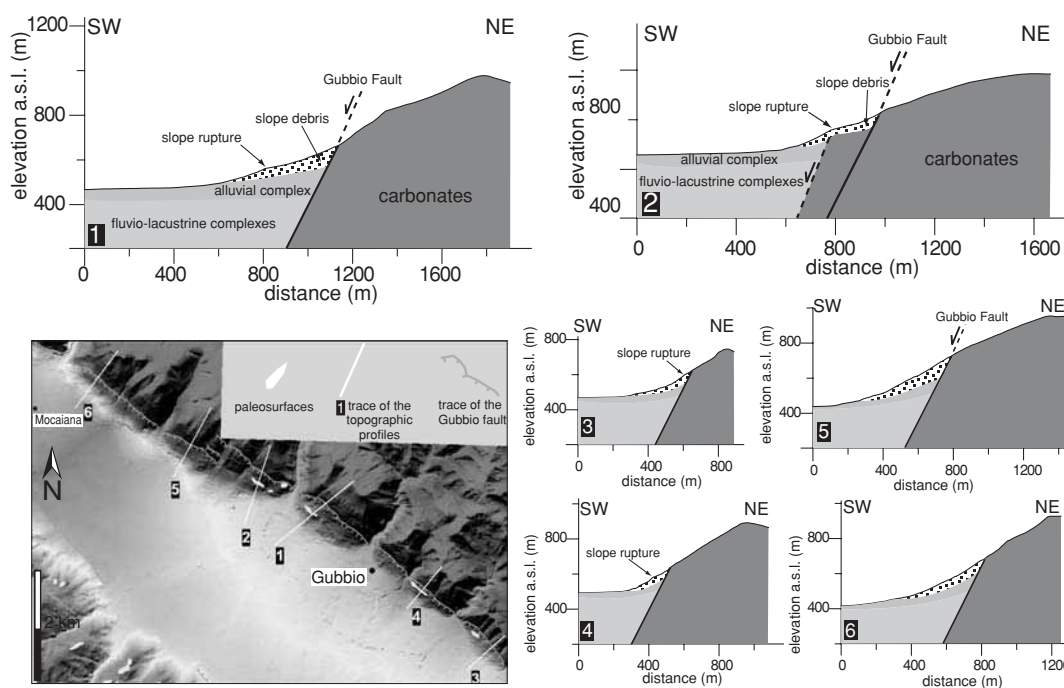 SW
NE
1200
800
400
elevation a.s.l. (m)
Gubbio Fault
slope debris
slope rupture
alluvial complex
carbonates
fluvio-lacustrine complexes
1
0
400
800
1200
1600
distance (m)
SW
NE
800
400
elevation a.s.l. (m)
Gubbio Fault
slope debris
slope rupture
alluvial complex
fluvio-lacustrine complexes
carbonates
2
0
400
800
1200
1600
distance (m)
paleosurfaces
1 trace of the
topographic
profiles
trace of the
Gubbio fault
Mocaiana
6
N
5
2
1
Gubbio
4
3
2 km
SW
NE
800
400
elevation a.s.l. (m)
slope rupture
3
0
400
800
distance (m)
SW
NE
800
400
elevation a.s.l. (m)
Gubbio Fault
5
0
400
800
1400
distance (m)
SW
NE
800
400
elevation a.s.l. (m)
slope rupture
4
0
400
800
distance (m)
SW
NE
800
400
elevation a.s.l. (m)
6
0
400
800
120
distance (m)